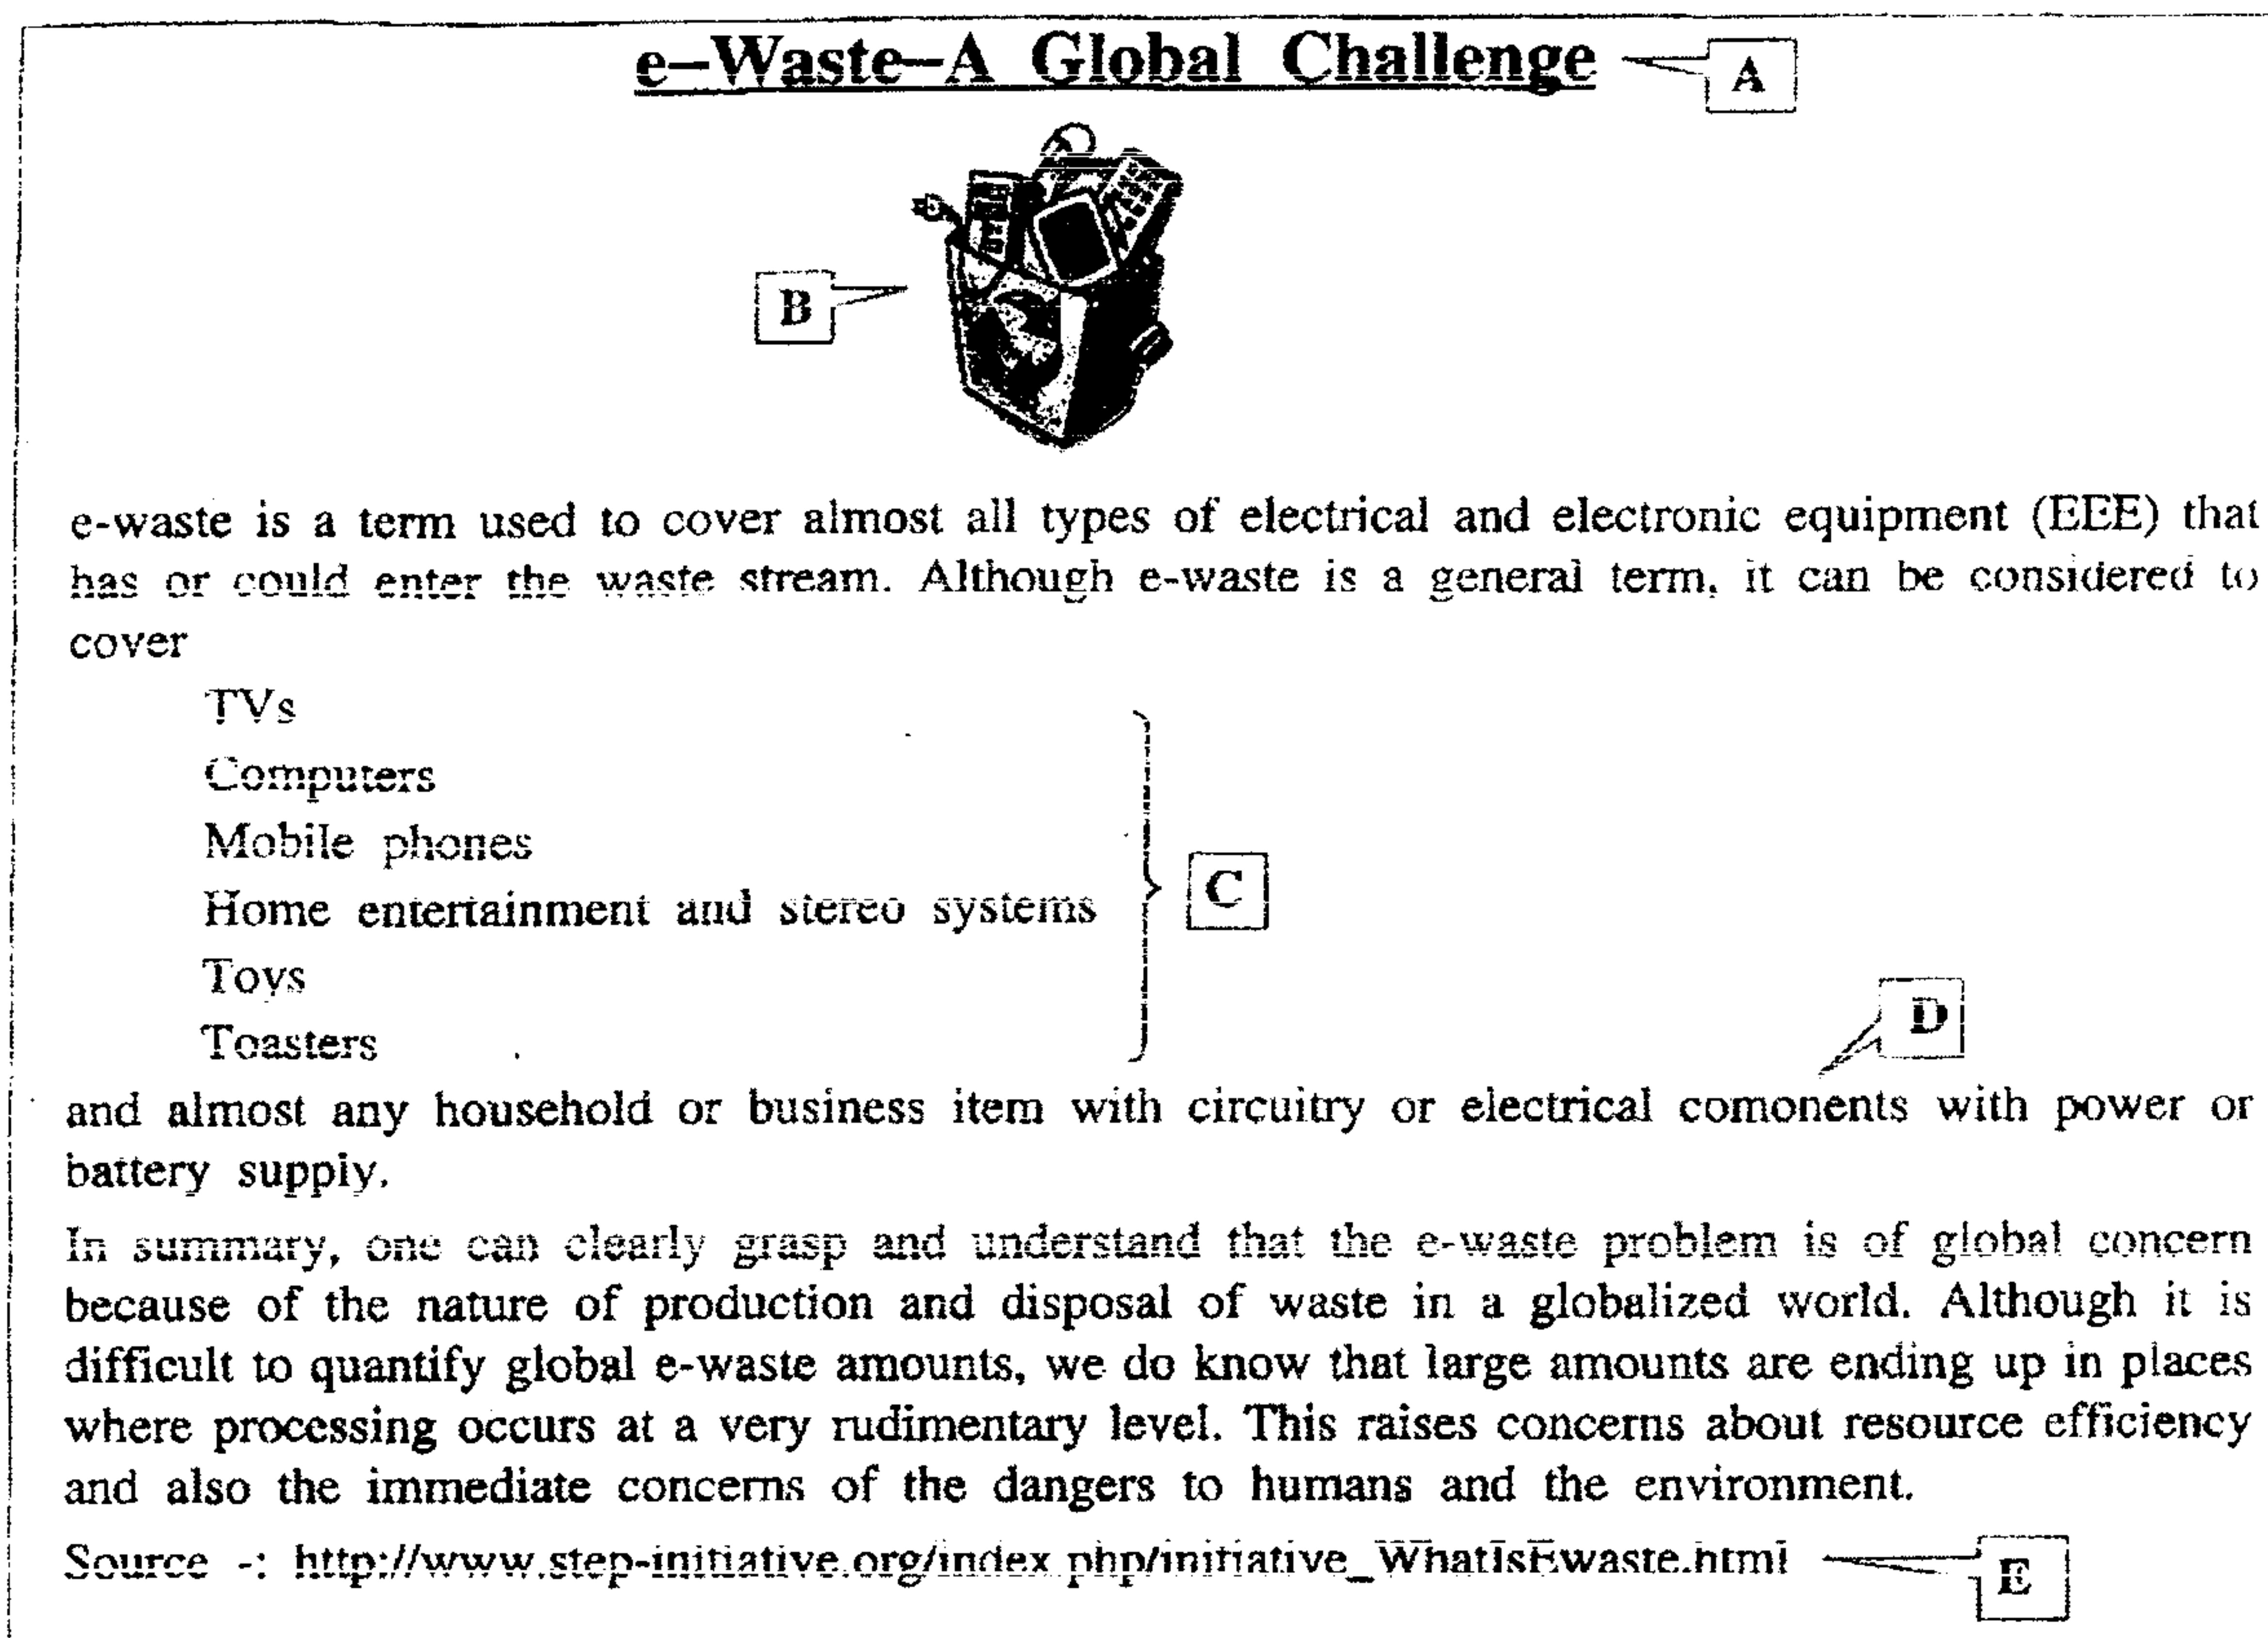 e–Waste–A Global Challenge
A
B
e-waste is a term used to cover almost all types of electrical and electronic equipment (EEE) that
has or could enter the waste stream. Although e-waste is a general term, it can be considered to
cover
TVs
Computers
Mobile phones
Home entertainment and stereo systems
C
Toys
Toasters
D
and almost any household or business item with circuitry or electrical comonents with power or
battery supply.
In summary, one can clearly grasp and understand that the e-waste problem is of global concern
because of the nature of production and disposal of waste in a globalized world. Although it is
difficult to quantify global e-waste amounts, we do know that large amounts are ending up in places
where processing occurs at a very rudimentary level. This raises concerns about resource efficiency
and also the immediate concerns of the dangers to humans and the environment.
Source -: http://www.step-initiative.org/index.php/initiative_WhatIsEwaste.html
E